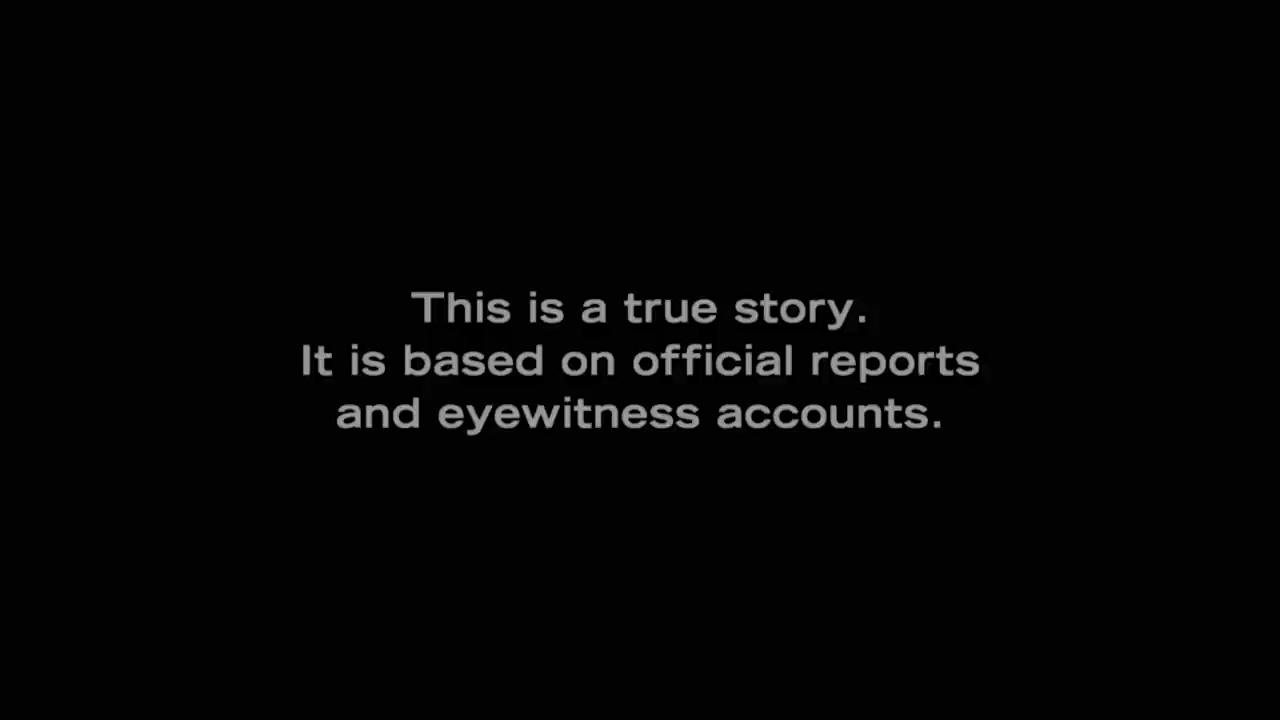 This is a true story.
It is based on official reports
and eyewitness accounts.